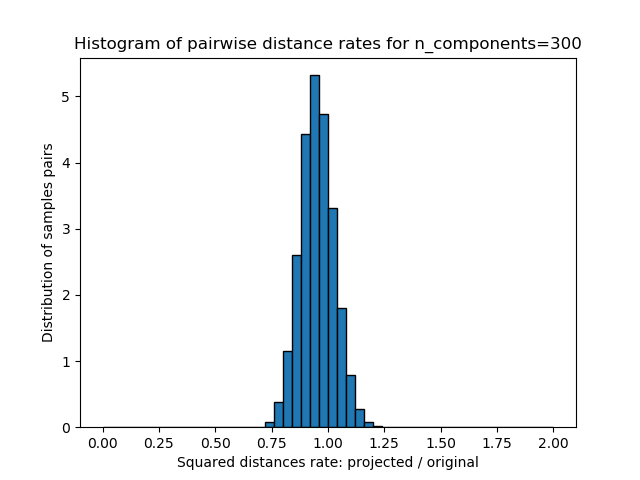 Histogram of pairwise distance rates for n_components=300
Distribution of samples pairs
5
4
3
2
1
0
0.00 0.25 0.50 0.75 1.00 1.25 1.50 1.75 2.00
Squared distances rate: projected / original